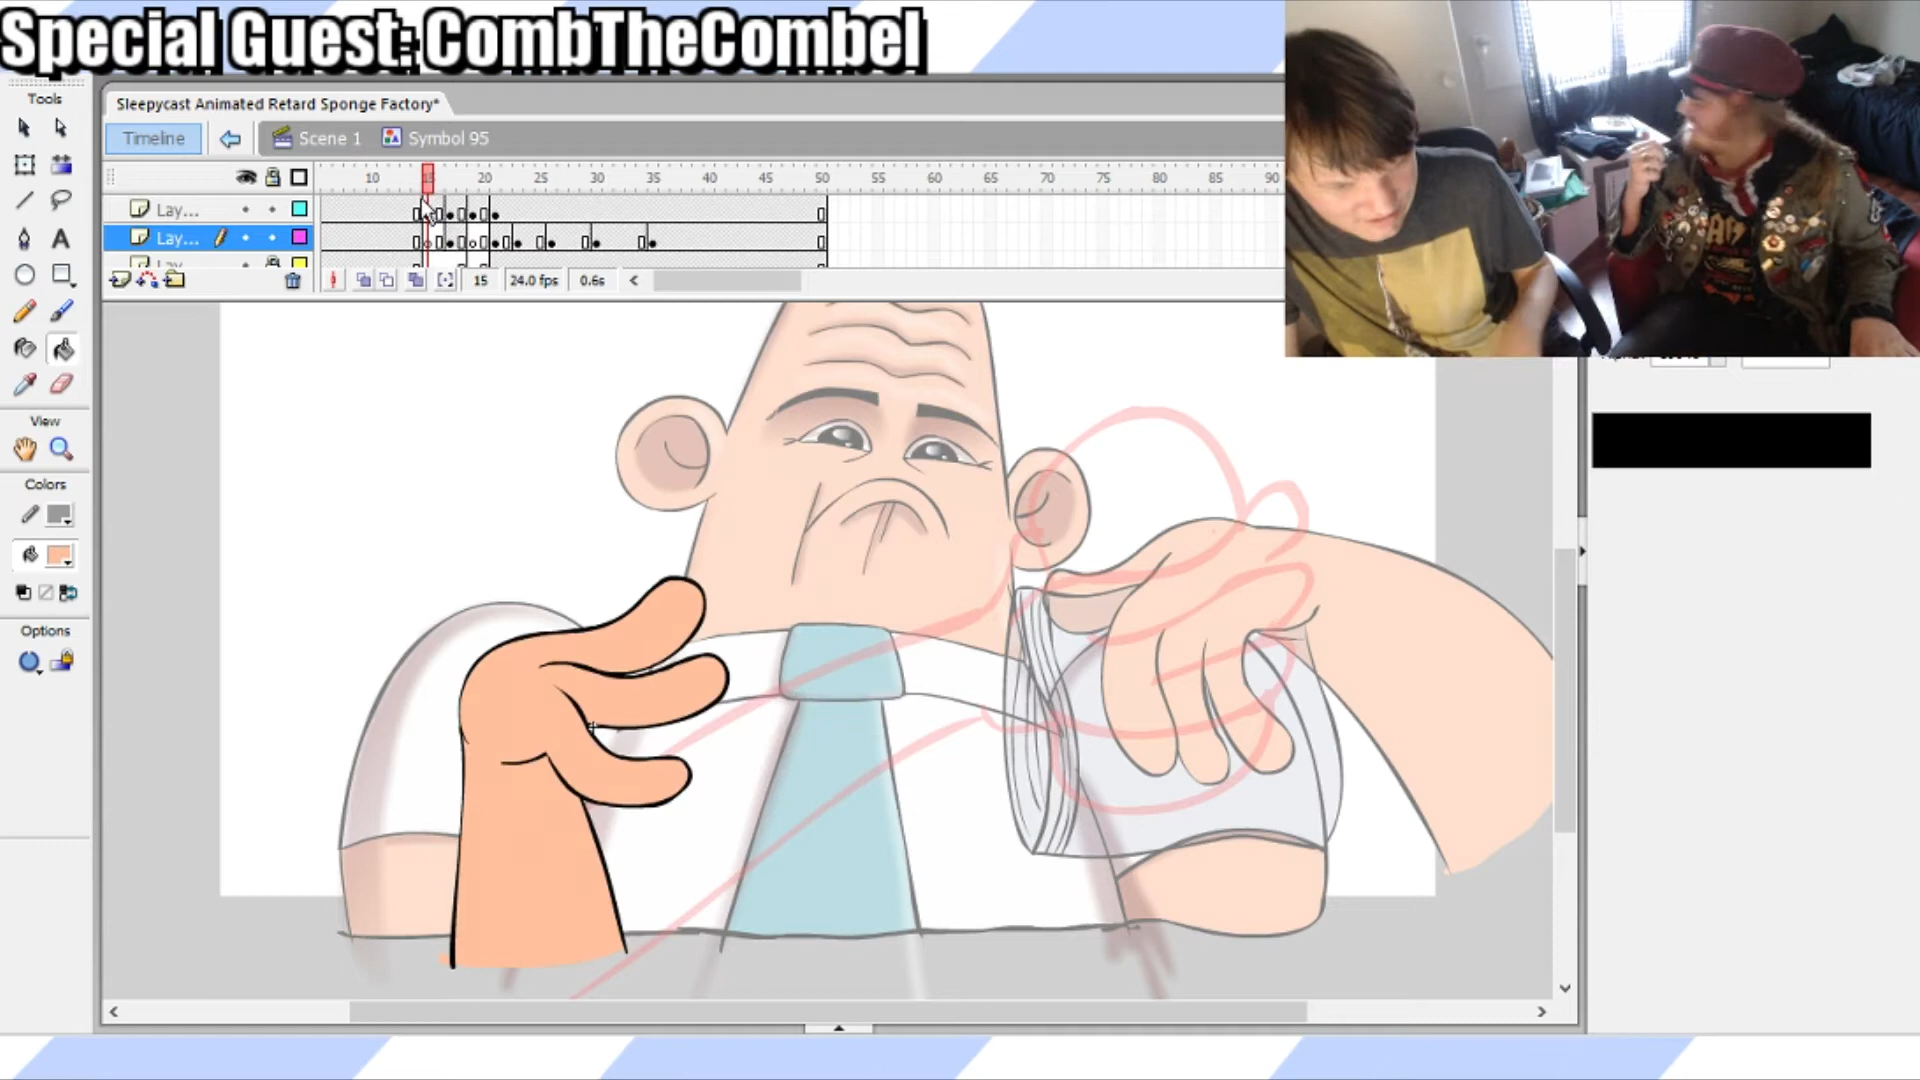 Special Guest: CombTheCombel
Tools
Sleepycast Animated Retard Sponge Factory*
Timeline
Scene 1
Symbol 95
10 15 20 25 30 35 40 45 50 55 60 65 70 75 80 85 90
Lay...
Lay...
15 24.0 fps 0.6s
View
Colors
Options